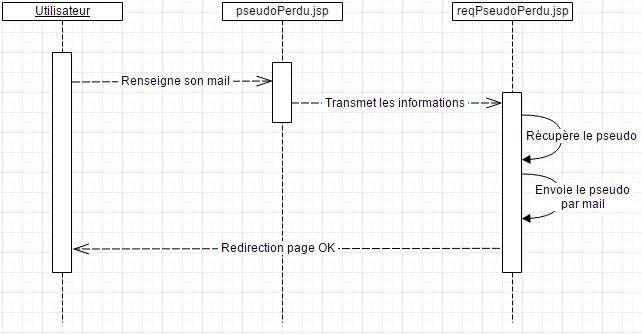 Utilisateur
pseudoPerdu.jsp
reqPseudoPerdu.jsp
Renseigne son mail
Transmet les informations
Récupère le pseudo
Envoie le pseudo
par mail
Redirection page OK